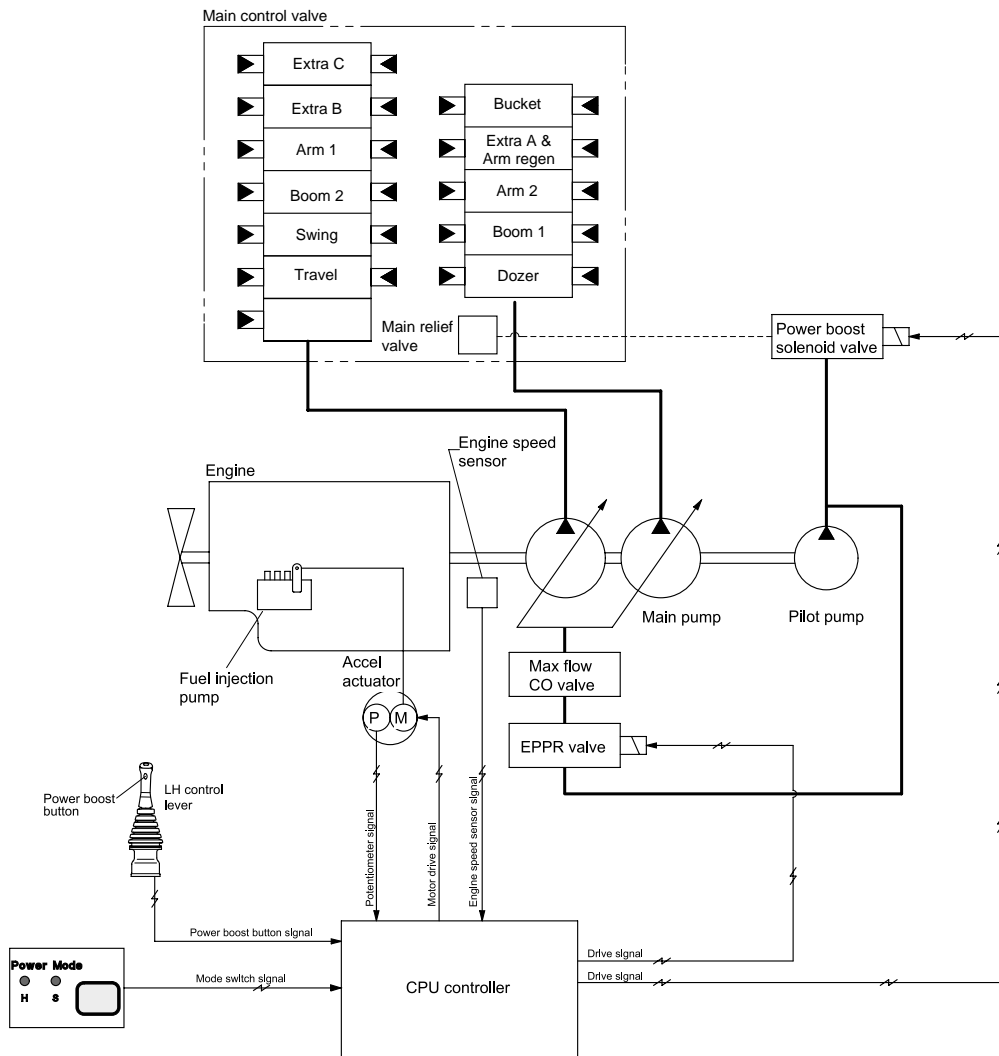 Main control valve
Extra C
Extra B
Arm 1
Boom 2
Swing
Travel
Bucket
Extra A &
Arm regen
Arm 2
Boom 1
Dozer
Main relief
valve
Power boost
solenoid valve
Engine speed
sensor
Engine
Fuel injection
pump
Accel
actuator
P
M
Main pump
Pilot pump
Max flow
CO valve
EPPR valve
Power boost
button
LH control
lever
Potentiometer signal
Motor drive signal
Engine speed sensor signal
Power boost button signal
Mode switch signal
Power Mode
H
S
CPU controller
Drive signal
Drive signal